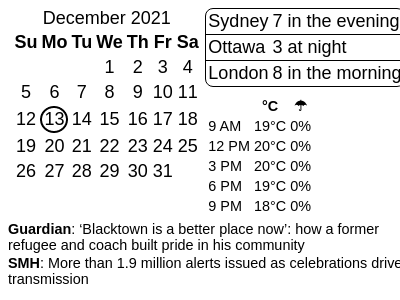 December 2021
Su Mo Tu We Th Fr Sa
1 2 3 4
5 6 7 8 9 10 11
12 13 14 15 16 17 18
19 20 21 22 23 24 25
26 27 28 29 30 31
Sydney 7 in the evening
Ottawa 3 at night
London 8 in the morning
°C ☂
9 AM 19°C 0%
12 PM 20°C 0%
3 PM 20°C 0%
6 PM 19°C 0%
9 PM 18°C 0%
Guardian: ‘Blacktown is a better place now’: how a former
refugee and coach built pride in his community
SMH: More than 1.9 million alerts issued as celebrations drive
transmission